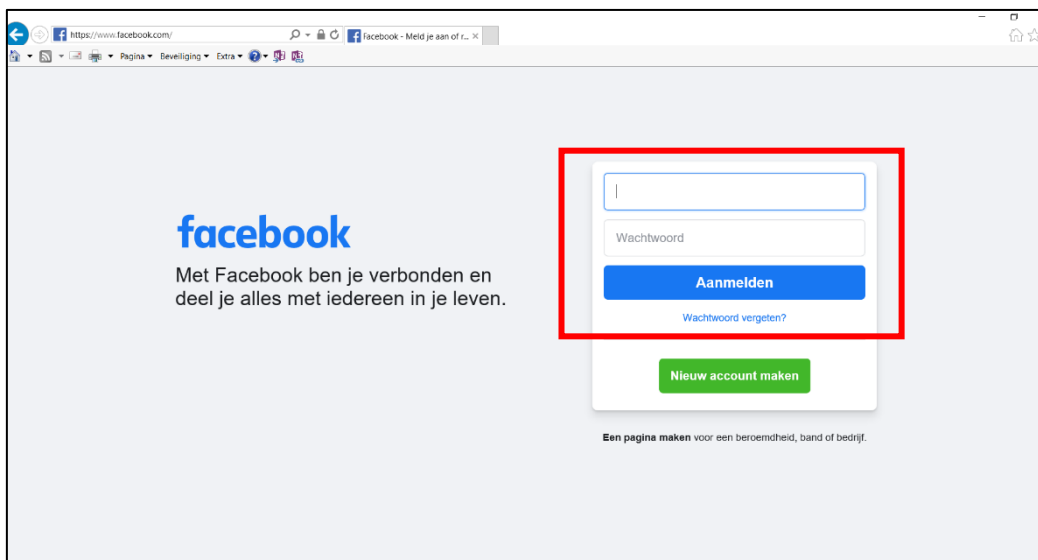 https://www.facebook.com/
Facebook - Meld je aan of r...
Pagina Beveiliging Extra
facebook
Met Facebook ben je verbonden en
deel je alles met iedereen in je leven.
Wachtwoord
Aanmelden
Wachtwoord vergeten?
Nieuw account maken
Een pagina maken voor een beroemdheid, band of bedrijf.